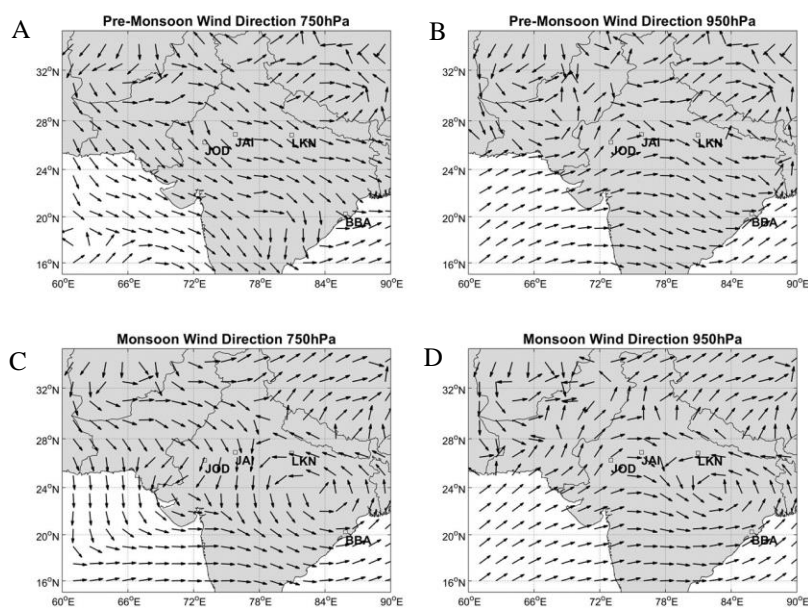 A
Pre-Monsoon Wind Direction 750hPa
32°N
28°N
24°N
20°N
16°N
60°E 66°E 72°E 78°E 84°E 90°E
JOD
JAI
LKN
BBA
B
Pre-Monsoon Wind Direction 950hPa
32°N
28°N
24°N
20°N
16°N
60°E 66°E 72°E 78°E 84°E 90°E
JOD
JAI
LKN
BBA
C
Monsoon Wind Direction 750hPa
32°N
28°N
24°N
20°N
16°N
60°E 66°E 72°E 78°E 84°E 90°E
JOD
JAI
LKN
BBA
D
Monsoon Wind Direction 950hPa
32°N
28°N
24°N
20°N
16°N
60°E 66°E 72°E 78°E 84°E 90°E
JOD
JAI
LKN
BBA